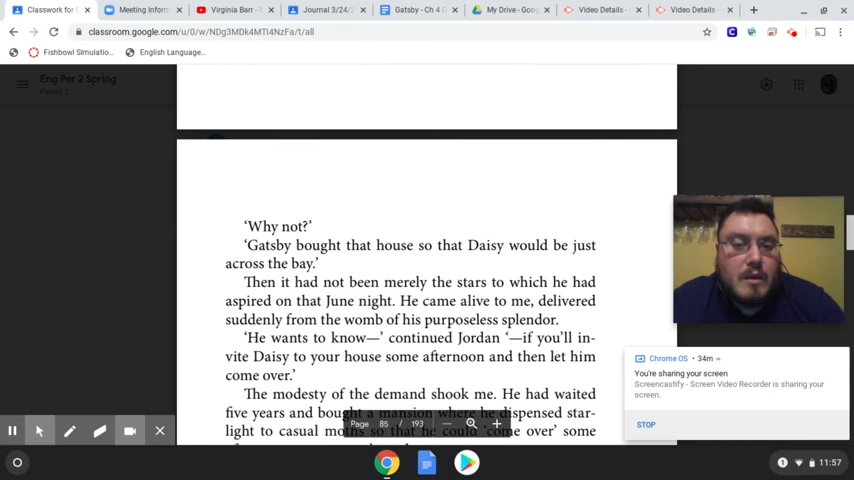 Classwork for E
Meeting Inform
Virginia Barr - Y
Journal 3/24/2
Gatsby - Ch 4 Q
My Drive - Goog
Video Details -
Video Details -
classroom.google.com/u/0/w/NDg3MDk4MTI4NzFa/t/all
Fishbowl Simulatio...
English Language...
Eng Per 2 Spring
Period 2
‘Why not?’
‘Gatsby bought that house so that Daisy would be just
across the bay.’
Then it had not been merely the stars to which he had
aspired on that June night. He came alive to me, delivered
suddenly from the womb of his purposeless splendor.
‘He wants to know—’ continued Jordan ‘—if you’ll in-
vite Daisy to your house some afternoon and then let him
come over.’
The modesty of the demand shook me. He had waited
five years and bought a mansion where he dispensed star-
light to casual moths so that he could ‘come over’ some
Page 85 / 193
Chrome OS • 34m
You're sharing your screen
Screencastify - Screen Video Recorder is sharing your
screen.
STOP
1
11:57